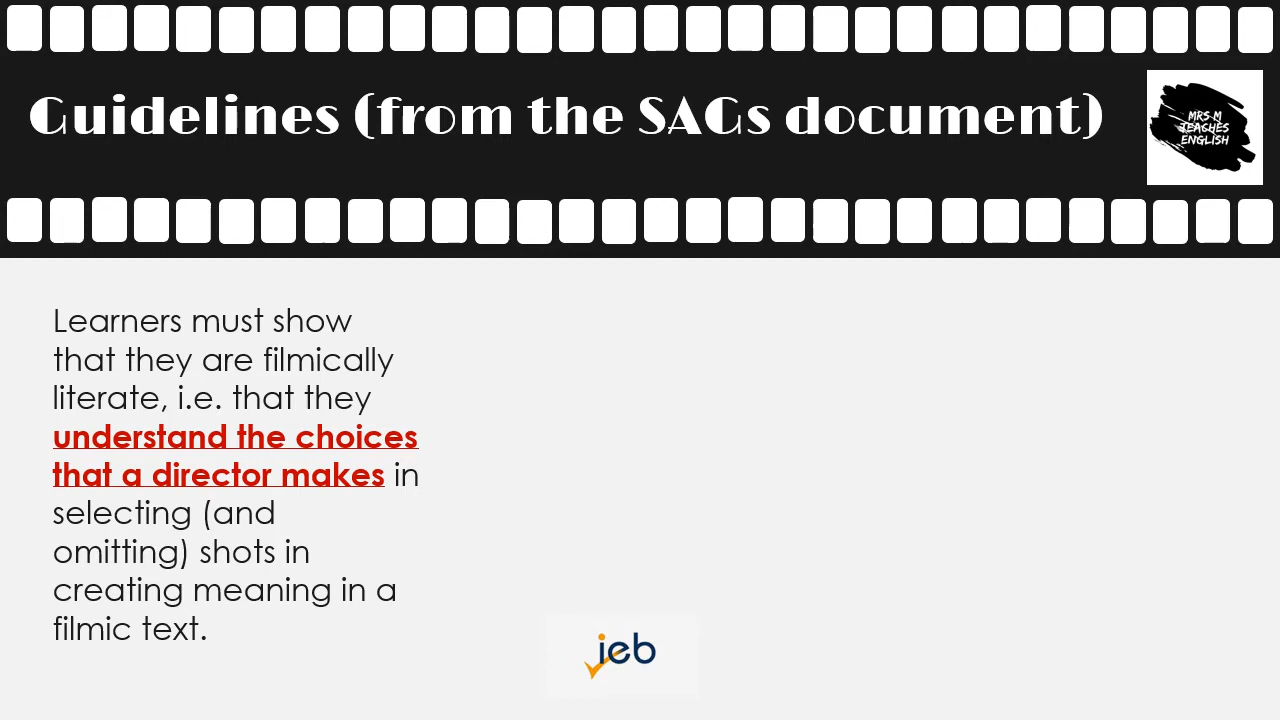 Guidelines (from the SAGs document)
MRS M
TEACHES
ENGLISH
Learners must show
that they are filmically
literate, i.e. that they
understand the choices
that a director makes in
selecting (and
omitting) shots in
creating meaning in a
filmic text.
ieb